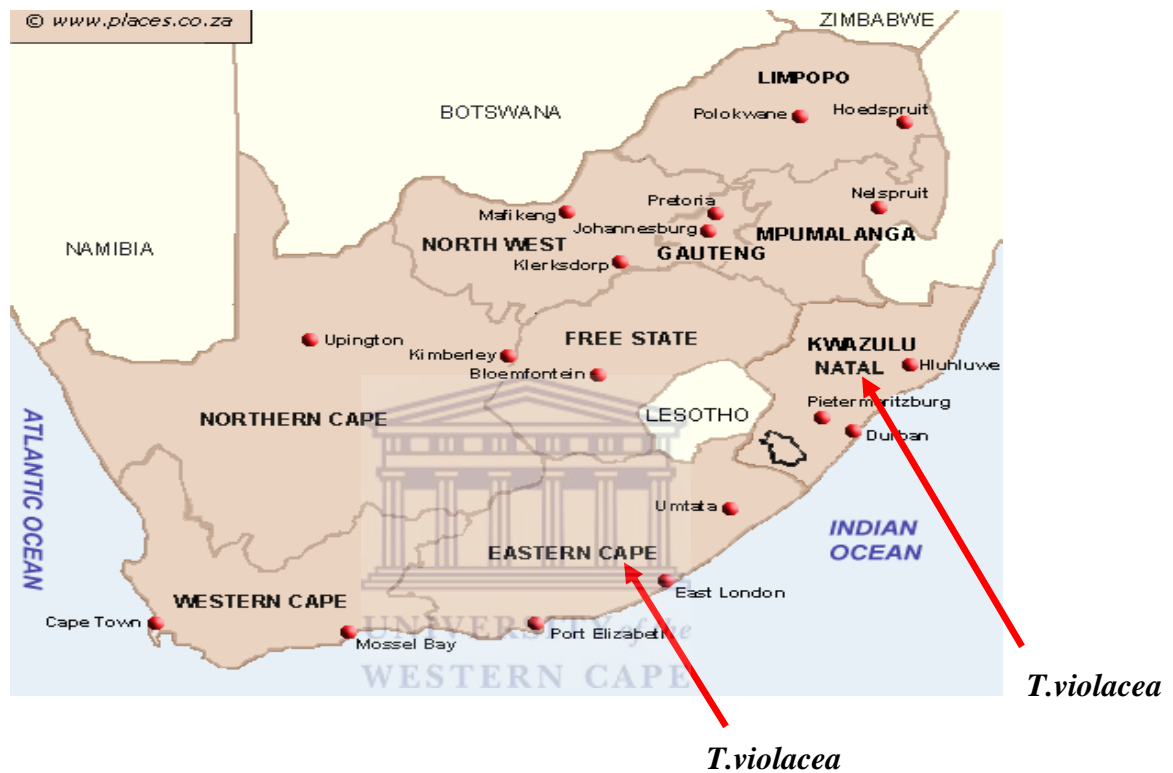 © www.places.co.za
ZIMBABWE
LIMPOPO
BOTSWANA
Polokwane
Hoedspruit
Nelspruit
Pretoria
Mafikeng
Johannesburg
MPUMALANGA
NAMIBIA
NORTH WEST
GAUTENG
Klerksdorp
Upington
FREE STATE
KWAZULU
NATAL
Kimberley
Hluhluwe
Bloemfontein
Pietermaritzburg
LESOTHO
NORTHERN CAPE
Durban
ATLANTIC OCEAN
Umtata
INDIAN
OCEAN
EASTERN CAPE
East London
WESTERN CAPE
Cape Town
Port Elizabeth
Mossel Bay
UNIVERSITY of the
WESTERN CAPE
T.violacea
T.violacea